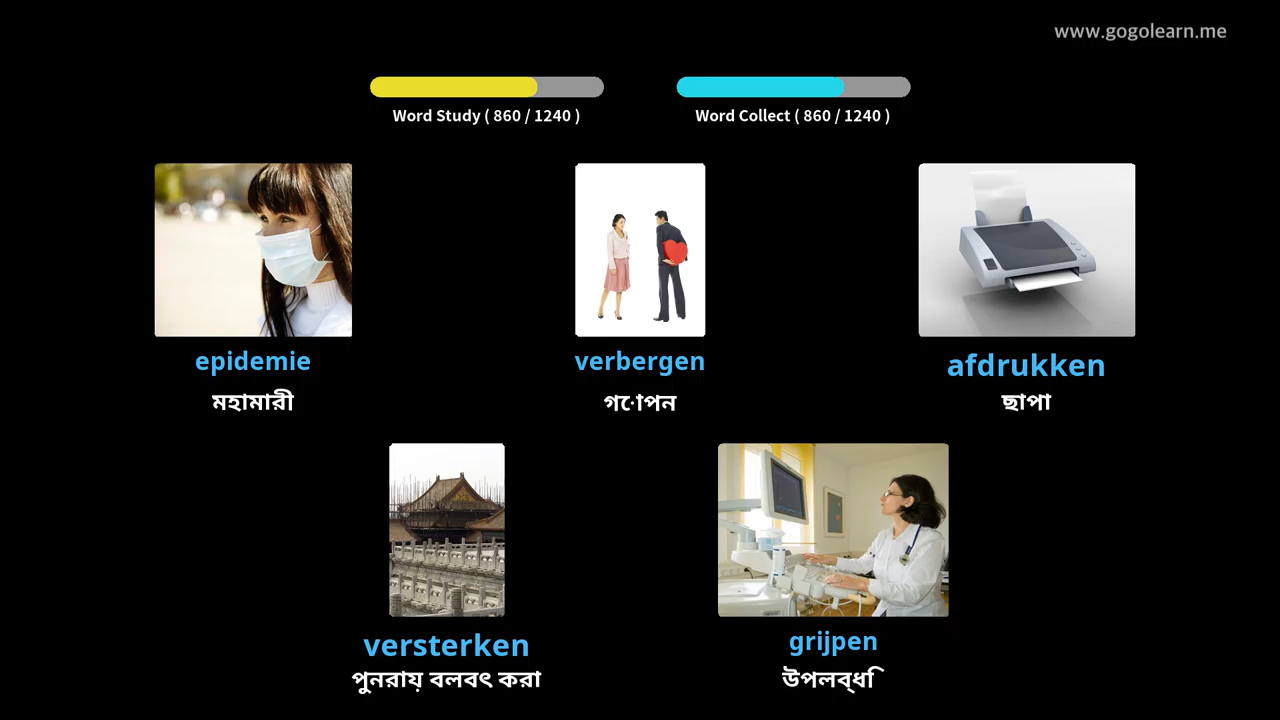 www.gogolearn.me
Word Study ( 860 / 1240 )
Word Collect ( 860 / 1240 )
epidemie
মহামারী
verbergen
গোপন
afdrukken
ছাপা
versterken
পুনরায় বলবৎ করা
grijpen
উপলব্ধি